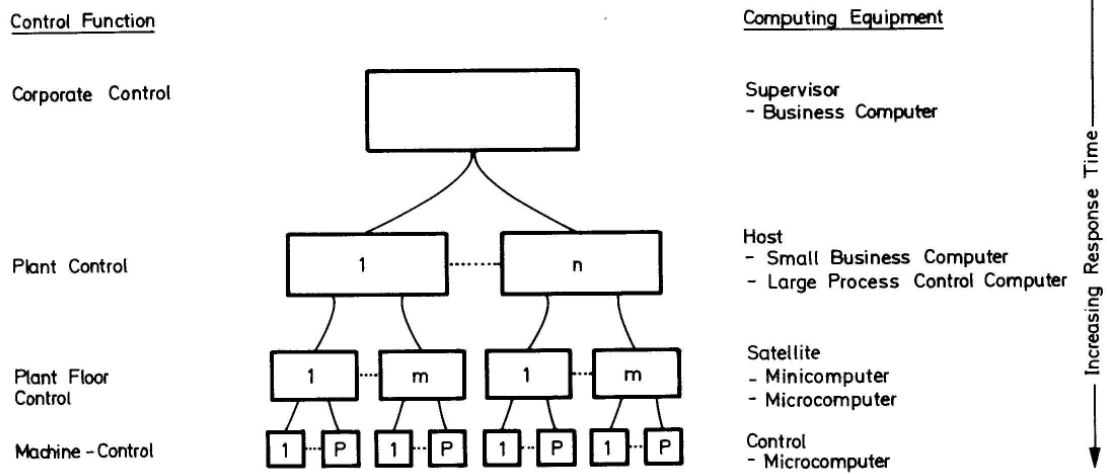 Control Function
Computing Equipment
Corporate Control
Supervisor
- Business Computer
Plant Control
1
n
Host
- Small Business Computer
- Large Process Control Computer
Plant Floor
Control
1
m
1
m
Satellite
- Minicomputer
- Microcomputer
Machine-Control
1
P
1
P
1
P
1
P
Control
- Microcomputer
Increasing Response Time